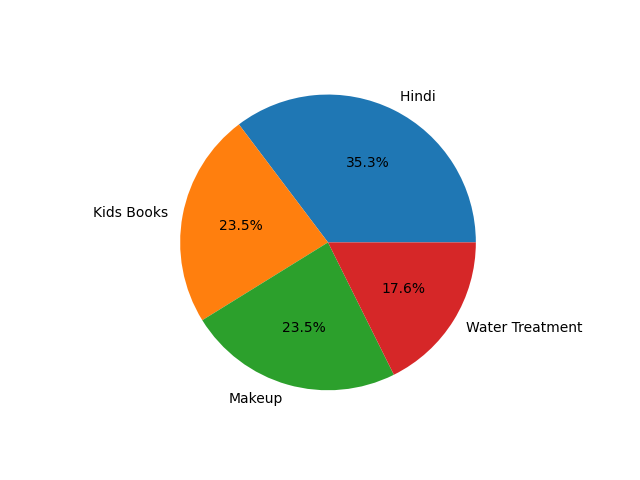 Hindi
35.3%
Kids Books
23.5%
17.6%
23.5%
Water Treatment
Makeup